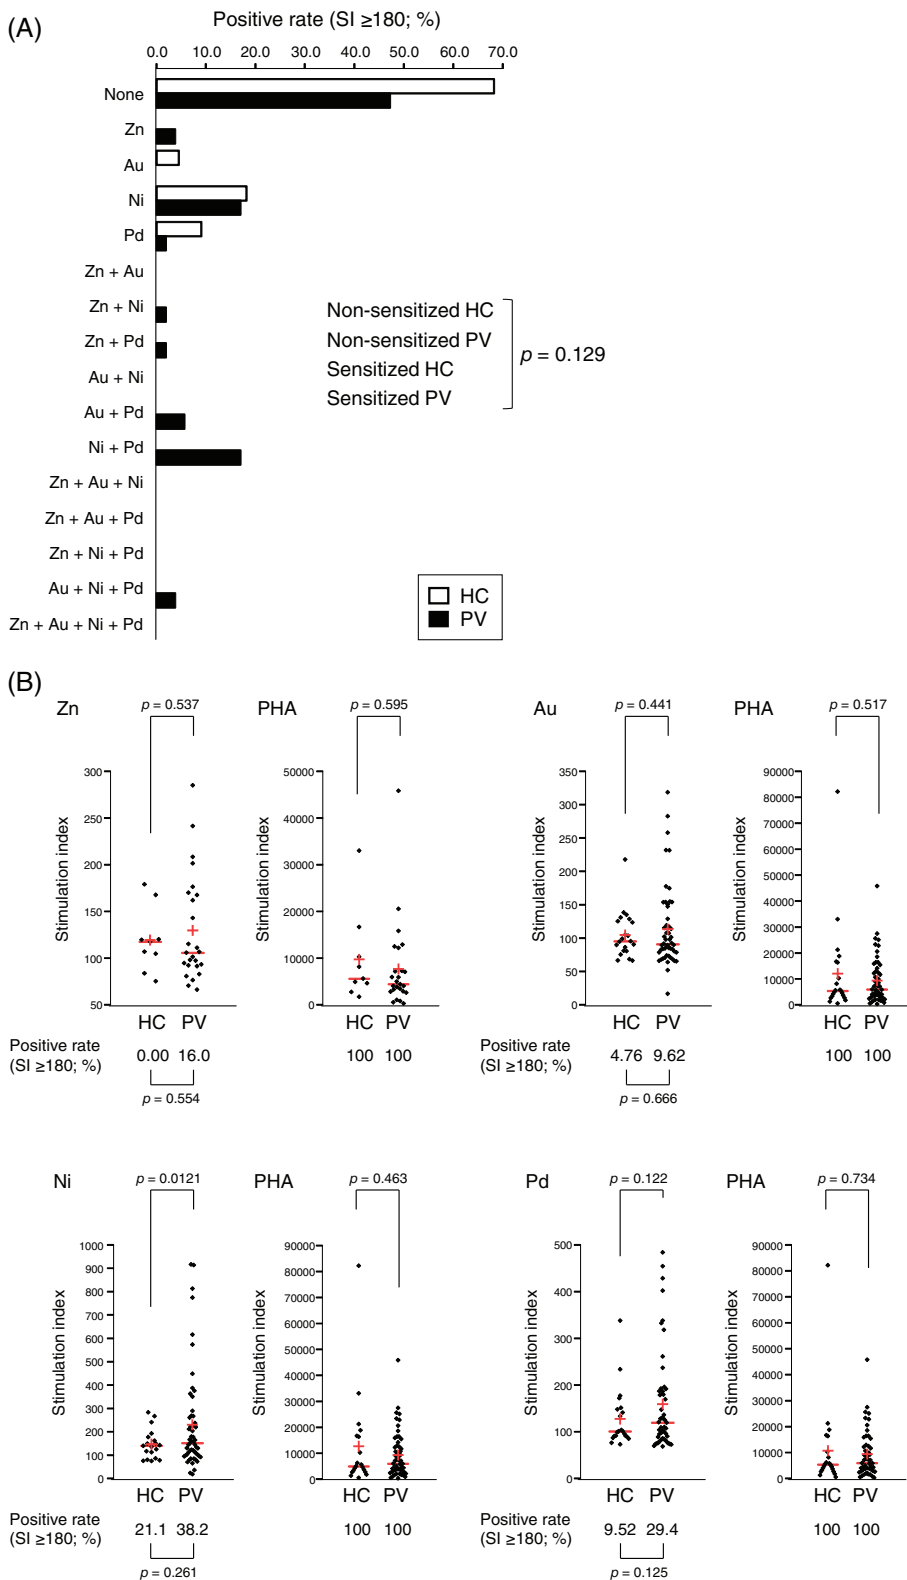 (A)
Positive rate (SI ≥180; %)
0.0 10.0 20.0 30.0 40.0 50.0 60.0 70.0
None
Zn
Au
Ni
Pd
Zn + Au
Zn + Ni
Zn + Pd
Au + Ni
Au + Pd
Ni + Pd
Zn + Au + Ni
Zn + Au + Pd
Zn + Ni + Pd
Au + Ni + Pd
Zn + Au + Ni + Pd
Non-sensitized HC
Non-sensitized PV
Sensitized HC
Sensitized PV
p = 0.129
HC
PV
(B)
Zn
p = 0.537
Stimulation index
300
250
200
150
100
50
HC PV
Positive rate
(SI ≥180; %)
0.00 16.0
p = 0.554
PHA
p = 0.595
Stimulation index
50000
40000
30000
20000
10000
0
HC PV
100 100
Au
p = 0.441
Stimulation index
350
300
250
200
150
100
50
0
HC PV
Positive rate
(SI ≥180; %)
4.76 9.62
p = 0.666
PHA
p = 0.517
Stimulation index
90000
80000
70000
60000
50000
40000
30000
20000
10000
0
HC PV
100 100
Ni
p = 0.0121
Stimulation index
1000
900
800
700
600
500
400
300
200
100
0
HC PV
Positive rate
(SI ≥180; %)
21.1 38.2
p = 0.261
PHA
p = 0.463
Stimulation index
90000
80000
70000
60000
50000
40000
30000
20000
10000
0
HC PV
100 100
Pd
p = 0.122
Stimulation index
500
400
300
200
100
0
HC PV
Positive rate
(SI ≥180; %)
9.52 29.4
p = 0.125
PHA
p = 0.734
Stimulation index
90000
80000
70000
60000
50000
40000
30000
20000
10000
0
HC PV
100 100